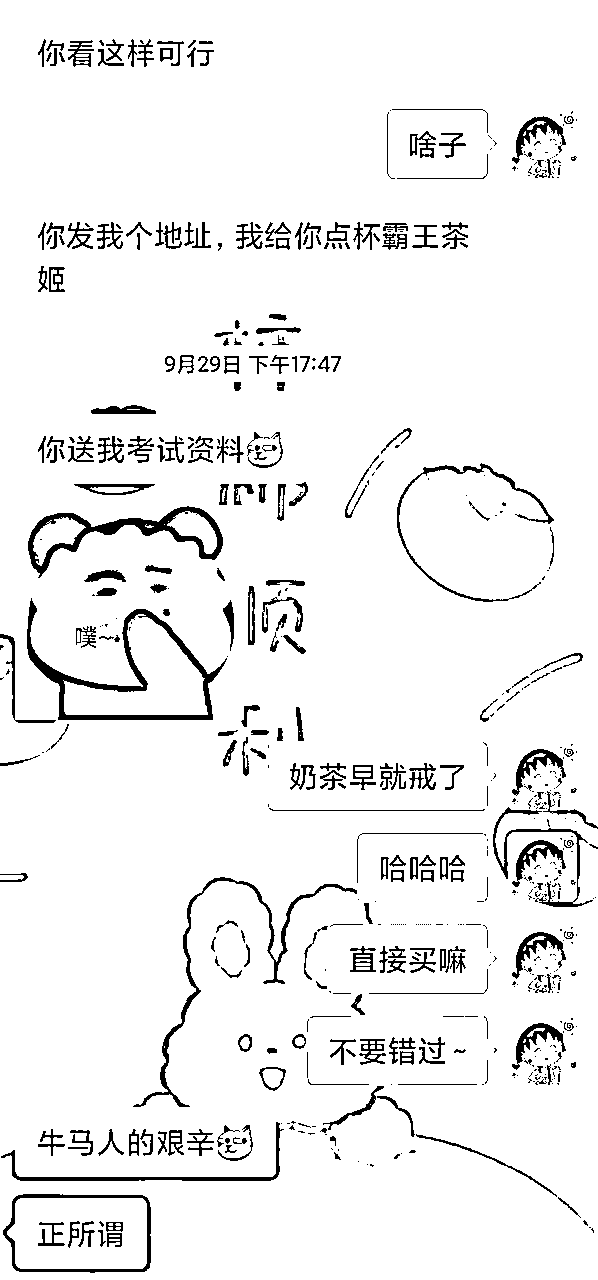 你看这样可行
啥子
你发我个地址，我给你点杯霸王茶
姬
9月29日 下午17:47
你送我考试资料
噗~
顺
利
奶茶早就戒了
哈哈哈
直接买嘛
不要错过~
牛马人的艰辛
正所谓